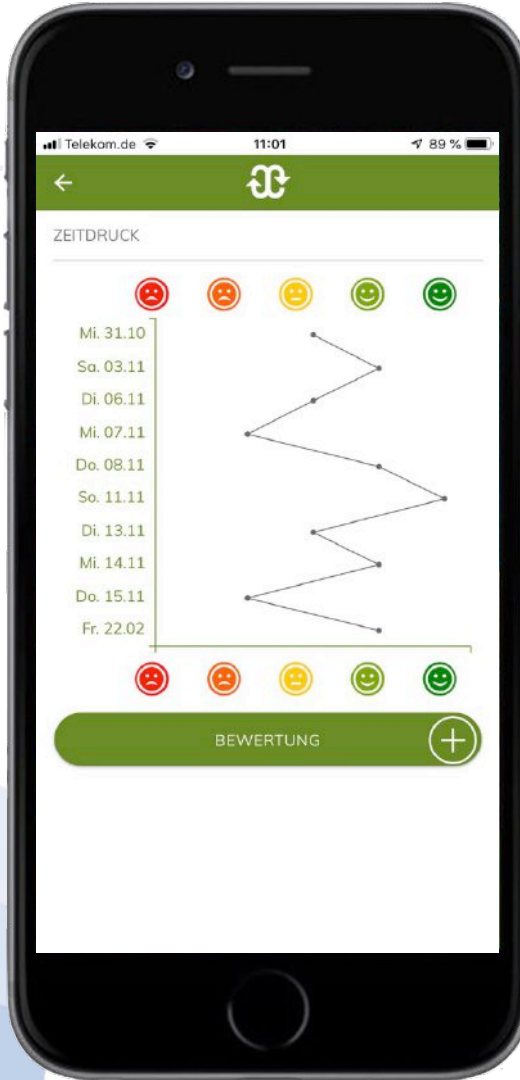 Telekom.de 11:01 89 %
ZEITDRUCK
Mi. 31.10
Sa. 03.11
Di. 06.11
Mi. 07.11
Do. 08.11
So. 11.11
Di. 13.11
Mi. 14.11
Do. 15.11
Fr. 22.02
BEWERTUNG